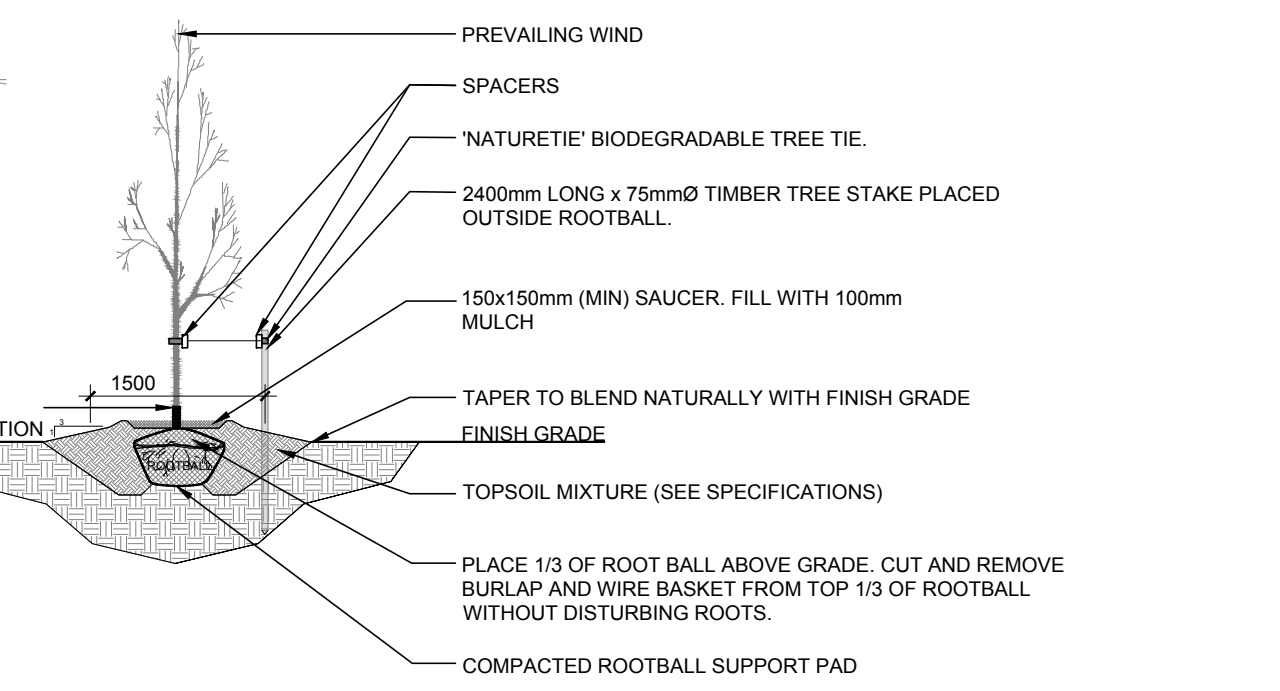 PREVAILING WIND
SPACERS
'NATURETIE' BIODEGRADABLE TREE TIE.
2400mm LONG x 75mmØ TIMBER TREE STAKE PLACED
OUTSIDE ROOTBALL.
150x150mm (MIN) SAUCER. FILL WITH 100mm
MULCH
1500
TAPER TO BLEND NATURALLY WITH FINISH GRADE
TION
1
3
FINISH GRADE
ROOTBALL
TOPSOIL MIXTURE (SEE SPECIFICATIONS)
PLACE 1/3 OF ROOT BALL ABOVE GRADE. CUT AND REMOVE
BURLAP AND WIRE BASKET FROM TOP 1/3 OF ROOTBALL
WITHOUT DISTURBING ROOTS.
COMPACTED ROOTBALL SUPPORT PAD